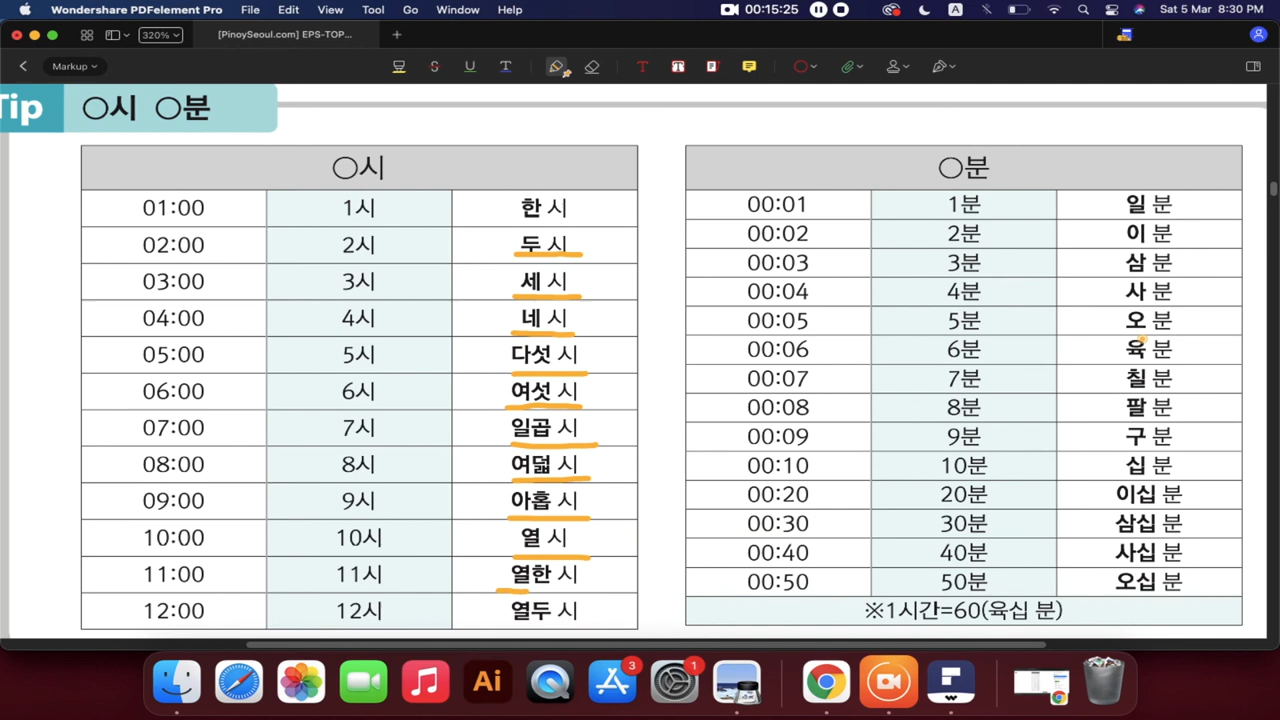 Wondershare PDFelement Pro File Edit View Tool Go Window Help 00:15:25 A Sat 5 Mar 8:30 PM
320% [PinoySeoul.com] EPS-TOP...
Markup
Tip ○시 ○분
○시
01:00 1시 한 시
02:00 2시 두 시
03:00 3시 세 시
04:00 4시 네 시
05:00 5시 다섯 시
06:00 6시 여섯 시
07:00 7시 일곱 시
08:00 8시 여덟 시
09:00 9시 아홉 시
10:00 10시 열 시
11:00 11시 열한 시
12:00 12시 열두 시
○분
00:01 1분 일 분
00:02 2분 이 분
00:03 3분 삼 분
00:04 4분 사 분
00:05 5분 오 분
00:06 6분 육 분
00:07 7분 칠 분
00:08 8분 팔 분
00:09 9분 구 분
00:10 10분 십 분
00:20 20분 이십 분
00:30 30분 삼십 분
00:40 40분 사십 분
00:50 50분 오십 분
※1시간=60(육십 분)
Ai 3 1